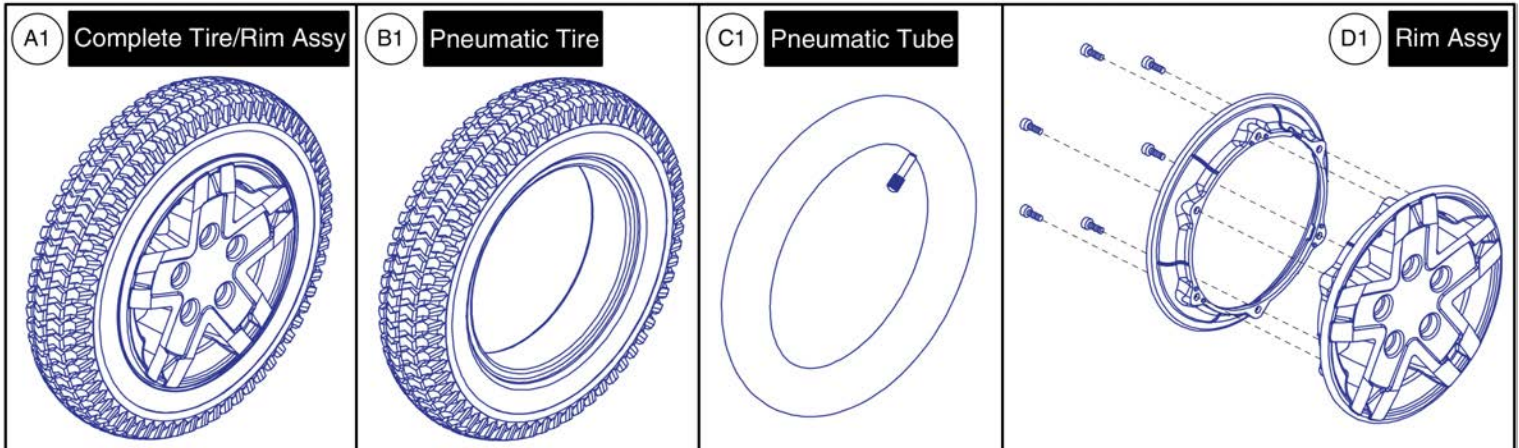 A1 Complete Tire/Rim Assy
B1 Pneumatic Tire
C1 Pneumatic Tube
D1 Rim Assy